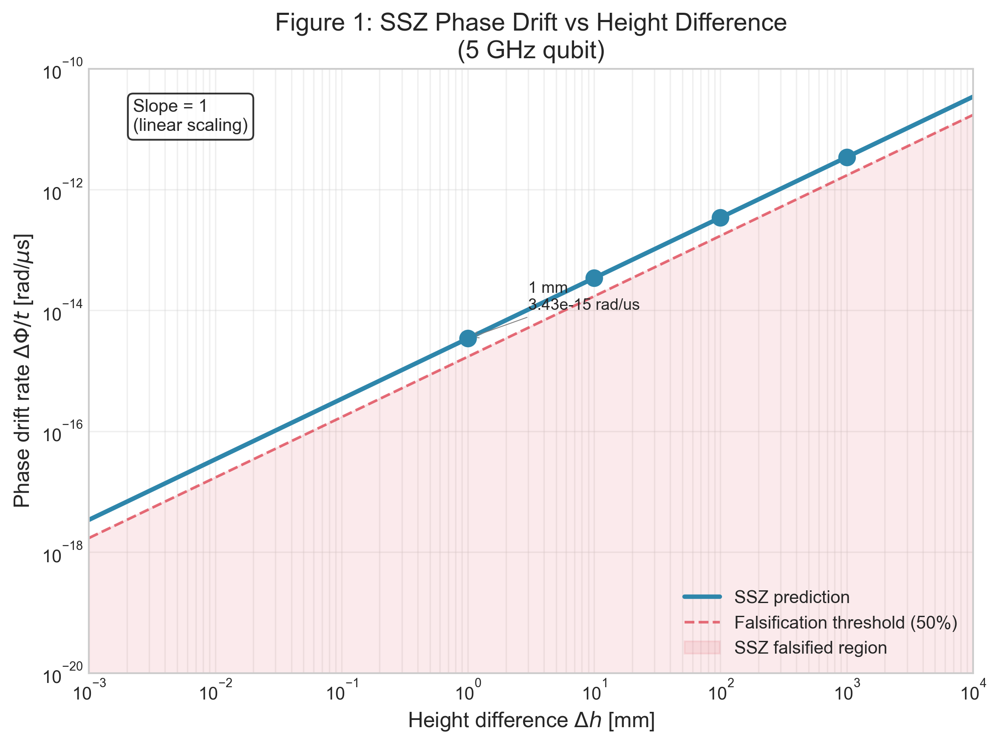 Figure 1: SSZ Phase Drift vs Height Difference
(5 GHz qubit)
Phase drift rate ΔΦ/t [rad/μs]
10⁻¹⁰
10⁻¹²
10⁻¹⁴
10⁻¹⁶
10⁻¹⁸
10⁻²⁰
Slope = 1
(linear scaling)
1 mm
3.43e-15 rad/us
SSZ prediction
Falsification threshold (50%)
SSZ falsified region
10⁻³ 10⁻² 10⁻¹ 10⁰ 10¹ 10² 10³ 10⁴
Height difference Δh [mm]